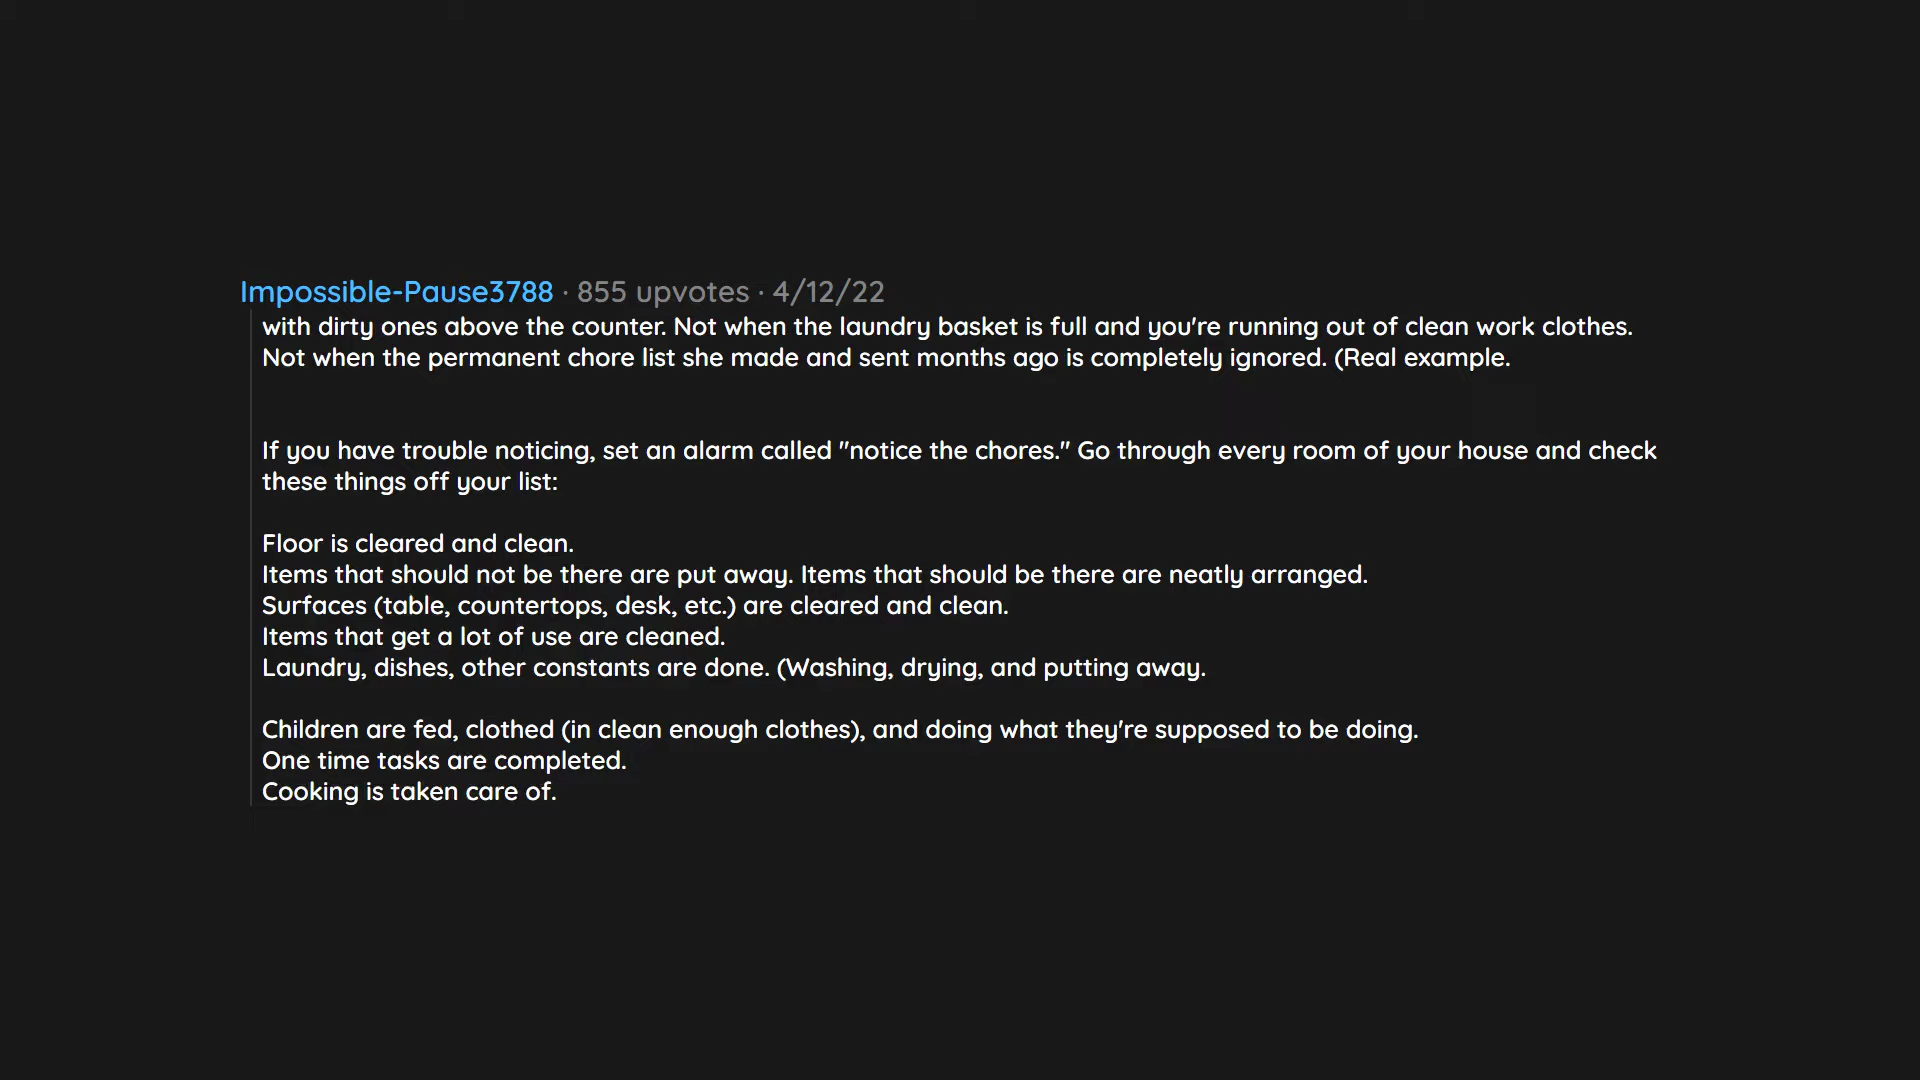 Impossible-Pause3788 · 855 upvotes · 4/12/22
with dirty ones above the counter. Not when the laundry basket is full and you're running out of clean work clothes.
Not when the permanent chore list she made and sent months ago is completely ignored. (Real example.
If you have trouble noticing, set an alarm called "notice the chores." Go through every room of your house and check
these things off your list:
Floor is cleared and clean.
Items that should not be there are put away. Items that should be there are neatly arranged.
Surfaces (table, countertops, desk, etc.) are cleared and clean.
Items that get a lot of use are cleaned.
Laundry, dishes, other constants are done. (Washing, drying, and putting away.
Children are fed, clothed (in clean enough clothes), and doing what they're supposed to be doing.
One time tasks are completed.
Cooking is taken care of.